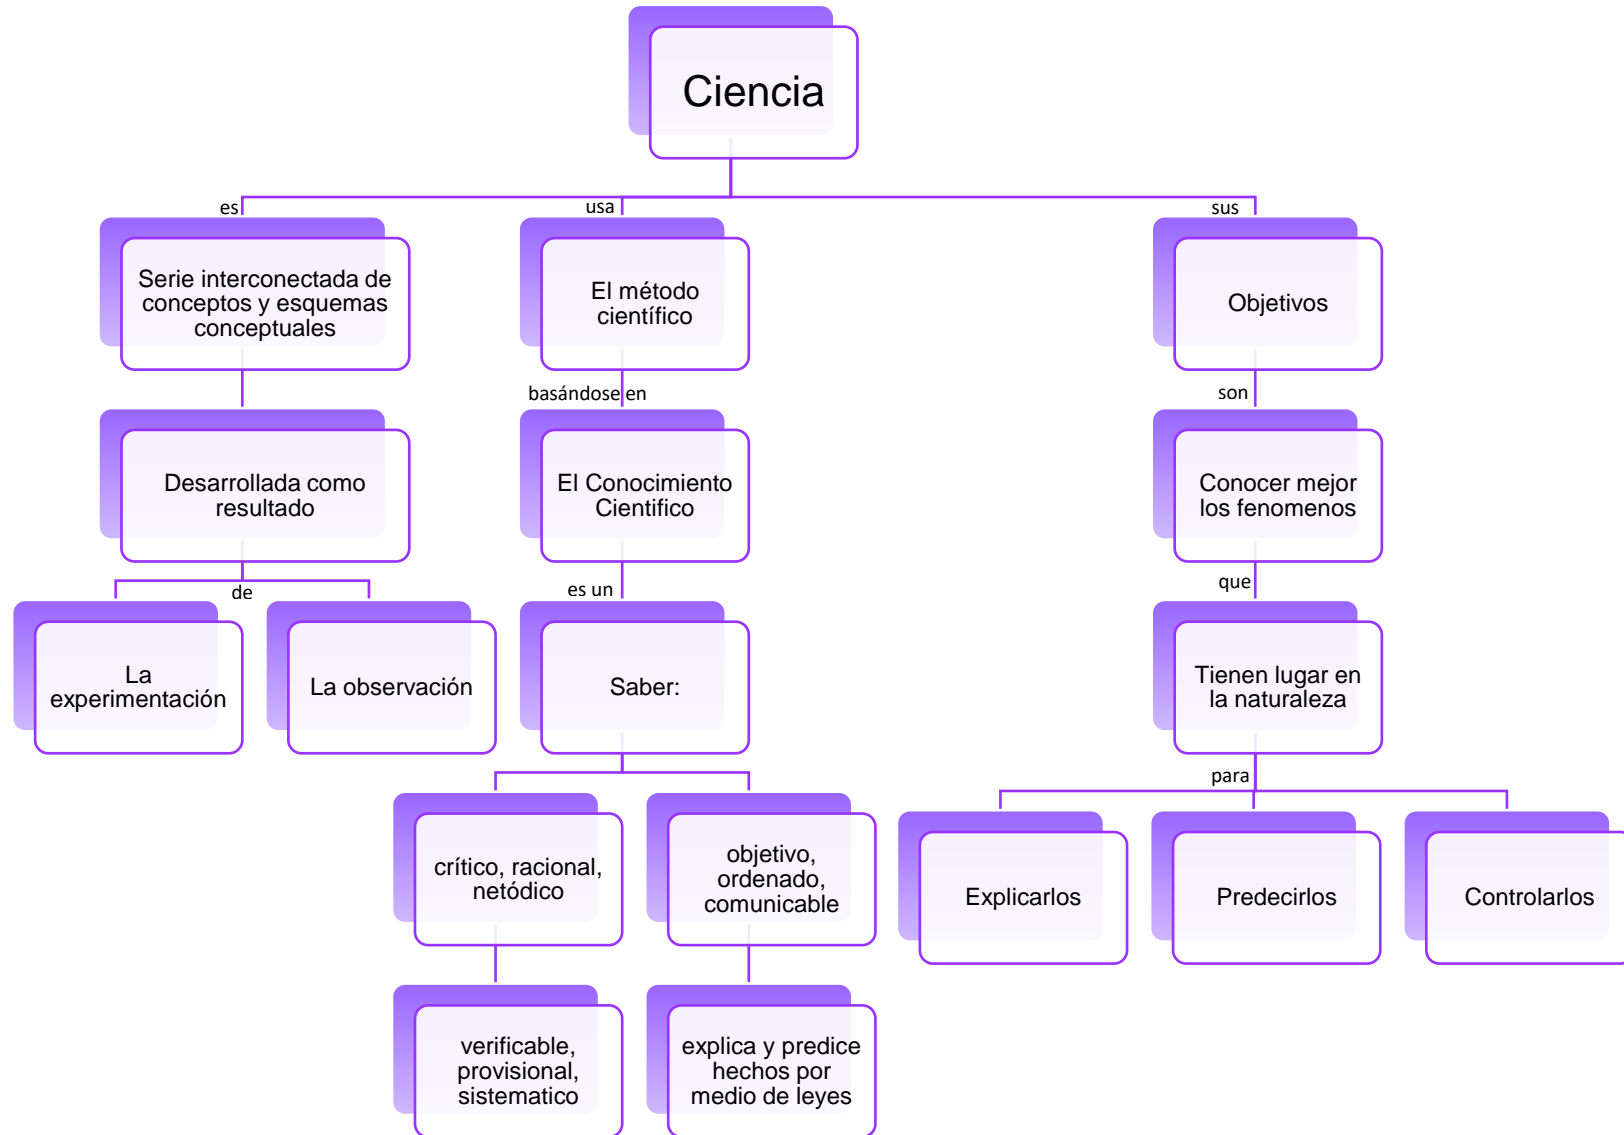 Ciencia
es
usa
sus
Serie interconectada de
conceptos y esquemas
conceptuales
El método
científico
Objetivos
basándose en
son
Desarrollada como
resultado
El Conocimiento
Cientifico
Conocer mejor
los fenomenos
de
es un
que
La
experimentación
La observación
Saber:
Tienen lugar en
la naturaleza
para
crítico, racional,
netódico
objetivo,
ordenado,
comunicable
Explicarlos
Predecirlos
Controlarlos
verificable,
provisional,
sistematico
explica y predice
hechos por
medio de leyes